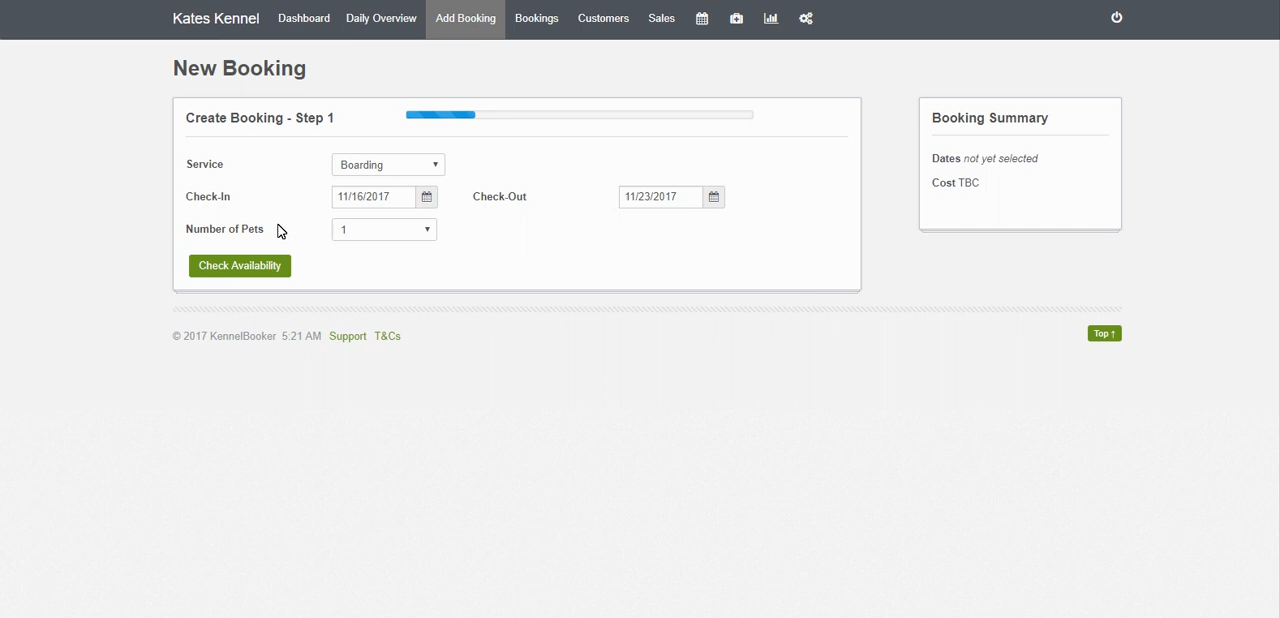 Kates Kennel Dashboard Daily Overview Add Booking Bookings Customers Sales
New Booking
Create Booking - Step 1
Service Boarding
Check-In 11/16/2017 Check-Out 11/23/2017
Number of Pets 1
Check Availability
Booking Summary
Dates not yet selected
Cost TBC
© 2017 KennelBooker 5:21 AM Support T&Cs
Top ↑